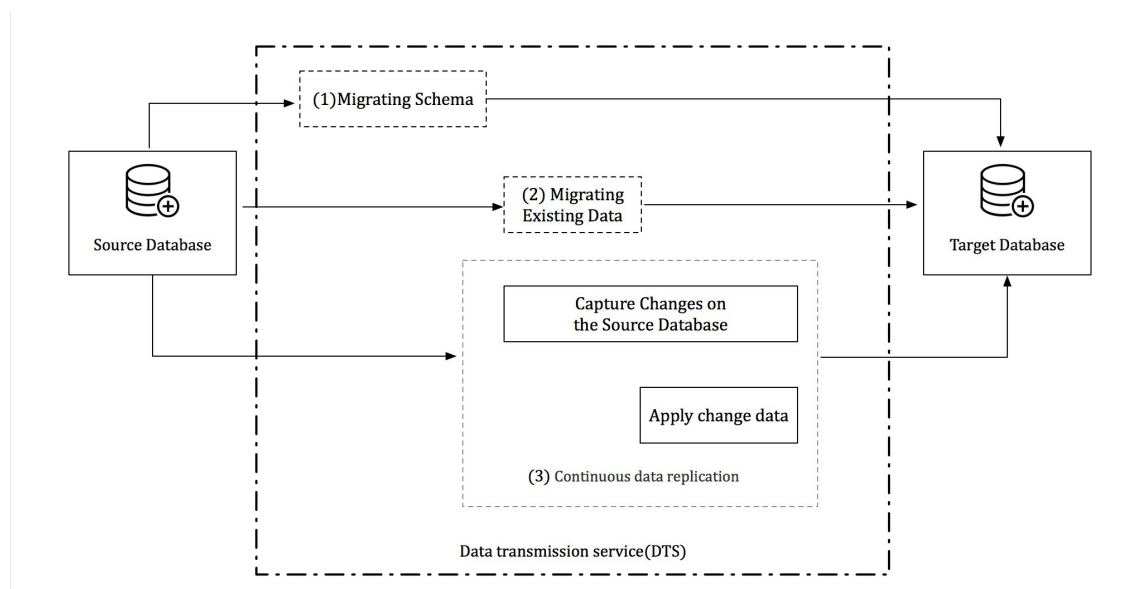 (1)Migrating Schema
(2) Migrating
Existing Data
Source Database
Target Database
Capture Changes on
the Source Database
Apply change data
(3) Continuous data replication
Data transmission service(DTS)